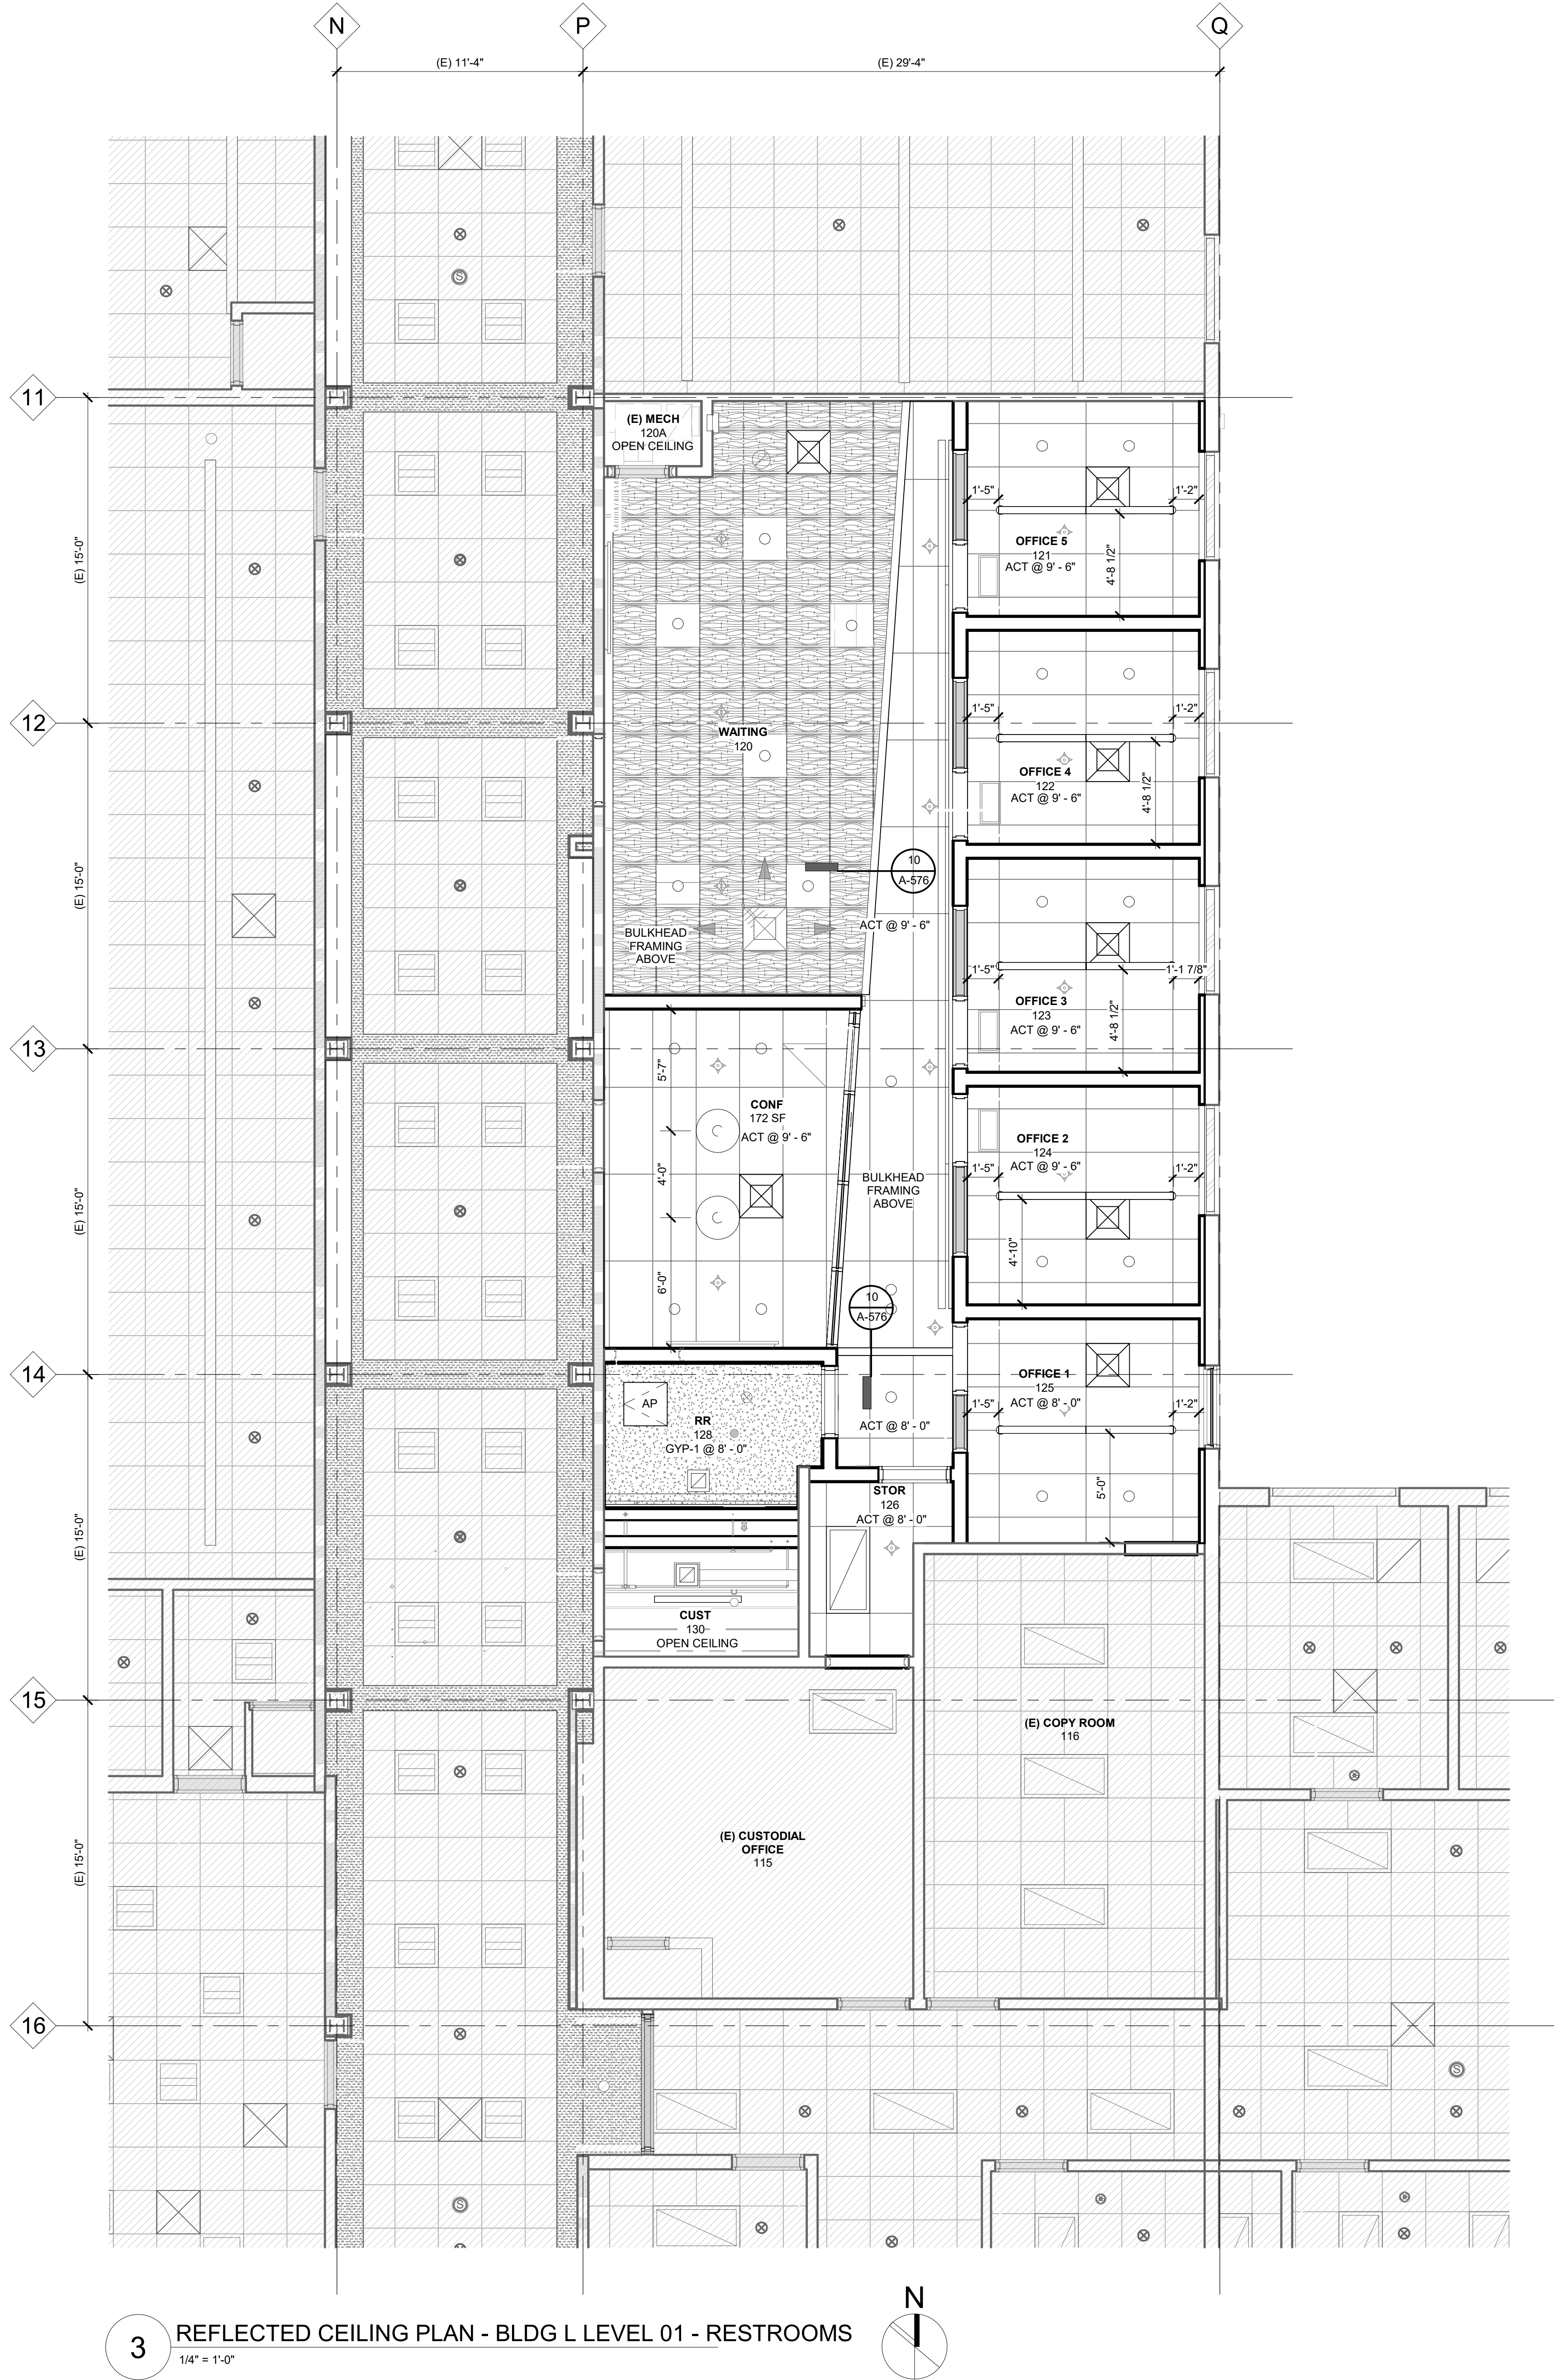 N
P
Q
(E) 11'-4"
(E) 29'-4"
S
11
(E) MECH
120A
OPEN CEILING
1'-5"
1'-2"
OFFICE 5
121
ACT @ 9' - 6"
4'-8 1/2"
(E) 15'-0"
12
WAITING
120
1'-5"
1'-2"
OFFICE 4
122
ACT @ 9' - 6"
4'-8 1/2"
10
A-576
(E) 15'-0"
ACT @ 9' - 6"
BULKHEAD
FRAMING
ABOVE
1'-5"
1'-1 7/8"
OFFICE 3
123
ACT @ 9' - 6"
4'-8 1/2"
13
5'-7"
CONF
172 SF
ACT @ 9' - 6"
4'-0"
6'-0"
OFFICE 2
124
ACT @ 9' - 6"
1'-5"
1'-2"
4'-10"
BULKHEAD
FRAMING
ABOVE
(E) 15'-0"
10
A-576
14
OFFICE 1
125
ACT @ 8' - 0"
1'-5"
1'-2"
5'-0"
AP
RR
128
GYP-1 @ 8' - 0"
ACT @ 8' - 0"
STOR
126
ACT @ 8' - 0"
(E) 15'-0"
CUST
130
OPEN CEILING
15
(E) COPY ROOM
116
(E) CUSTODIAL
OFFICE
115
(E) 15'-0"
16
S
S
N
3
REFLECTED CEILING PLAN - BLDG L LEVEL 01 - RESTROOMS
1/4" = 1'-0"